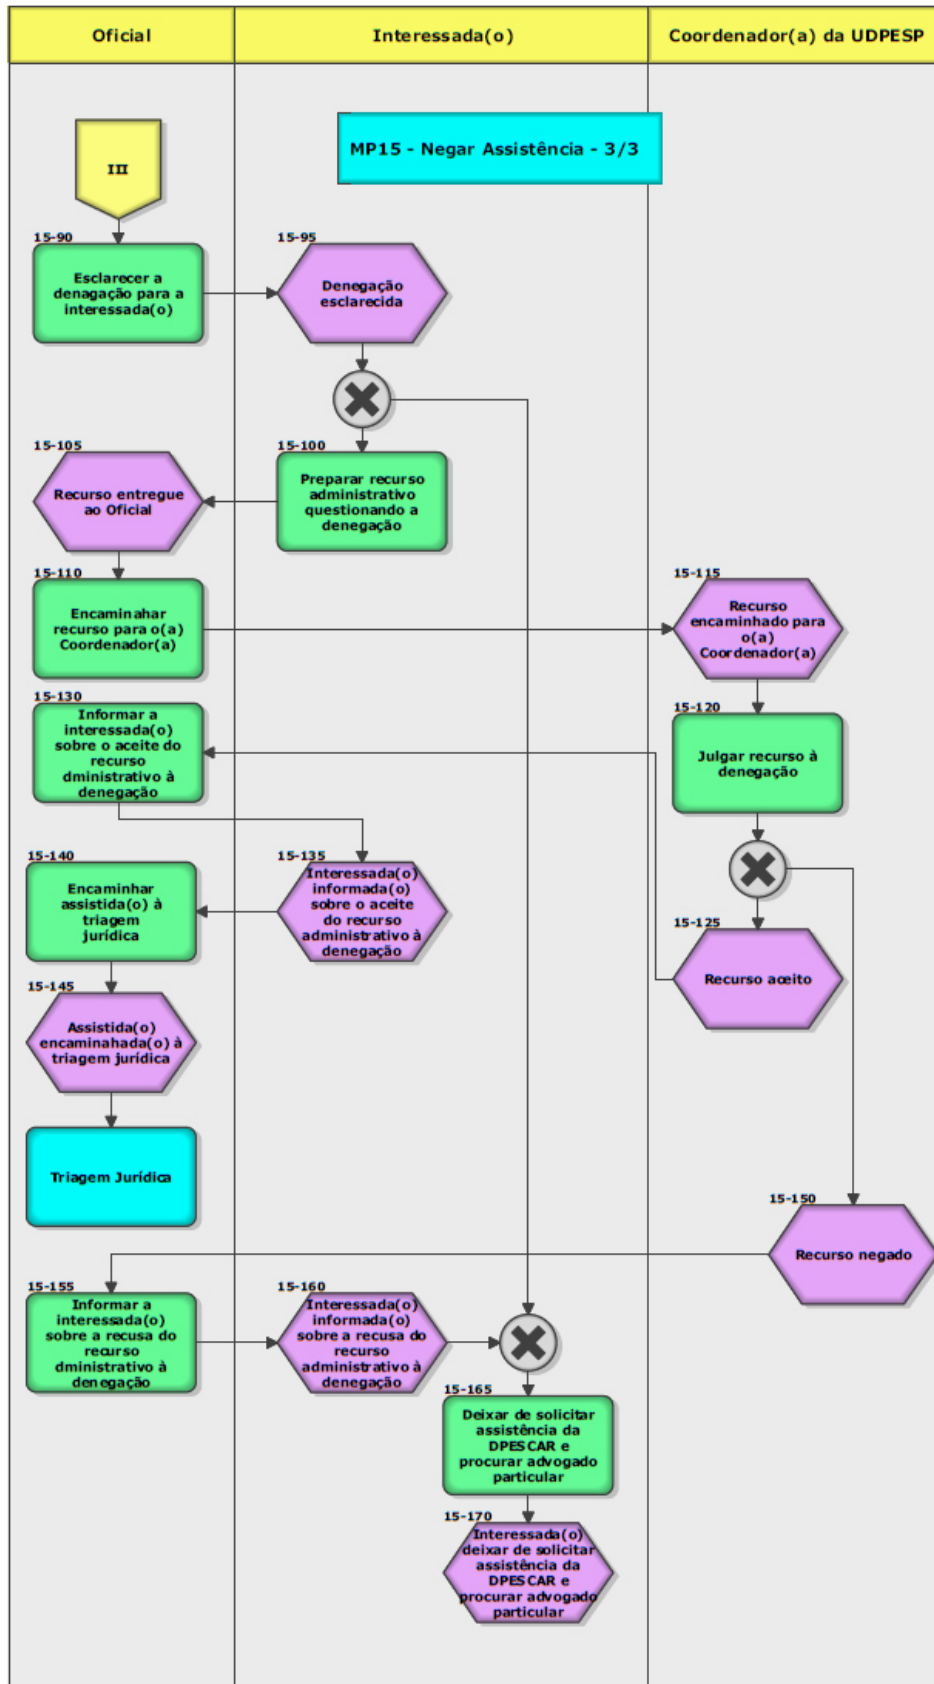 Oficial
Interessada(o)
Coordenador(a) da UDPESP
III
MP15 - Negar Assistência - 3/3
15-90
Esclarecer a
denagação para a
interessada(o)
15-95
Denegação
esclarecida
15-100
Preparar recurso
administrativo
questionando a
denegação
15-105
Recurso entregue
ao Oficial
15-110
Encaminahar
recurso para o(a)
Coordenador(a)
15-115
Recurso
encaminhado para
o(a)
Coordenador(a)
15-120
Julgar recurso à
denegação
15-125
Recurso aceito
15-130
Informar a
interessada(o)
sobre o aceite do
recurso
dministrativo à
denegação
15-135
Interessada(o)
informada(o)
sobre o aceite
do recurso
administrativo à
denegação
15-140
Encaminhar
assistida(o) à
triagem
jurídica
15-145
Assistida(o)
encaminahada(o) à
triagem jurídica
Triagem Jurídica
15-150
Recurso negado
15-155
Informar a
interessada(o)
sobre a recusa do
recurso
dministrativo à
denegação
15-160
Interessada(o)
informada(o)
sobre a recusa do
recurso
administrativo à
denegação
15-165
Deixar de solicitar
assistência da
DPESCAR e
procurar advogado
particular
15-170
Interessada(o)
deixar de solicitar
assistência da
DPESCAR e
procurar advogado
particular